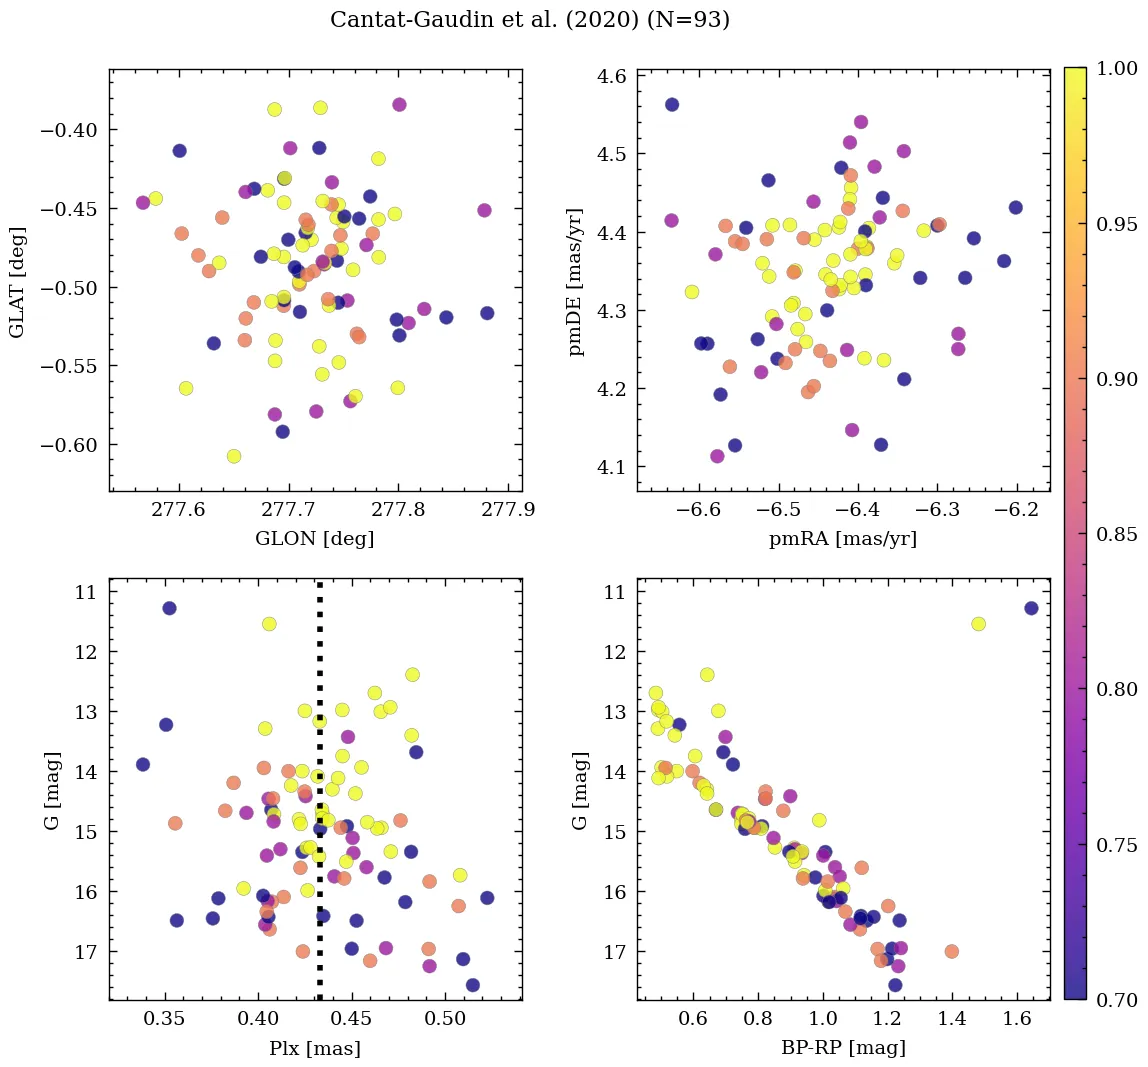 Cantat-Gaudin et al. (2020) (N=93)
−0.40
−0.45
−0.50
−0.55
−0.60
GLAT [deg]
277.6 277.7 277.8 277.9
GLON [deg]
4.6
4.5
4.4
4.3
4.2
4.1
pmDE [mas/yr]
−6.6 −6.5 −6.4 −6.3 −6.2
pmRA [mas/yr]
1.00
0.95
0.90
0.85
0.80
0.75
0.70
11
12
13
14
15
16
17
G [mag]
0.35 0.40 0.45 0.50
Plx [mas]
11
12
13
14
15
16
17
G [mag]
0.6 0.8 1.0 1.2 1.4 1.6
BP-RP [mag]